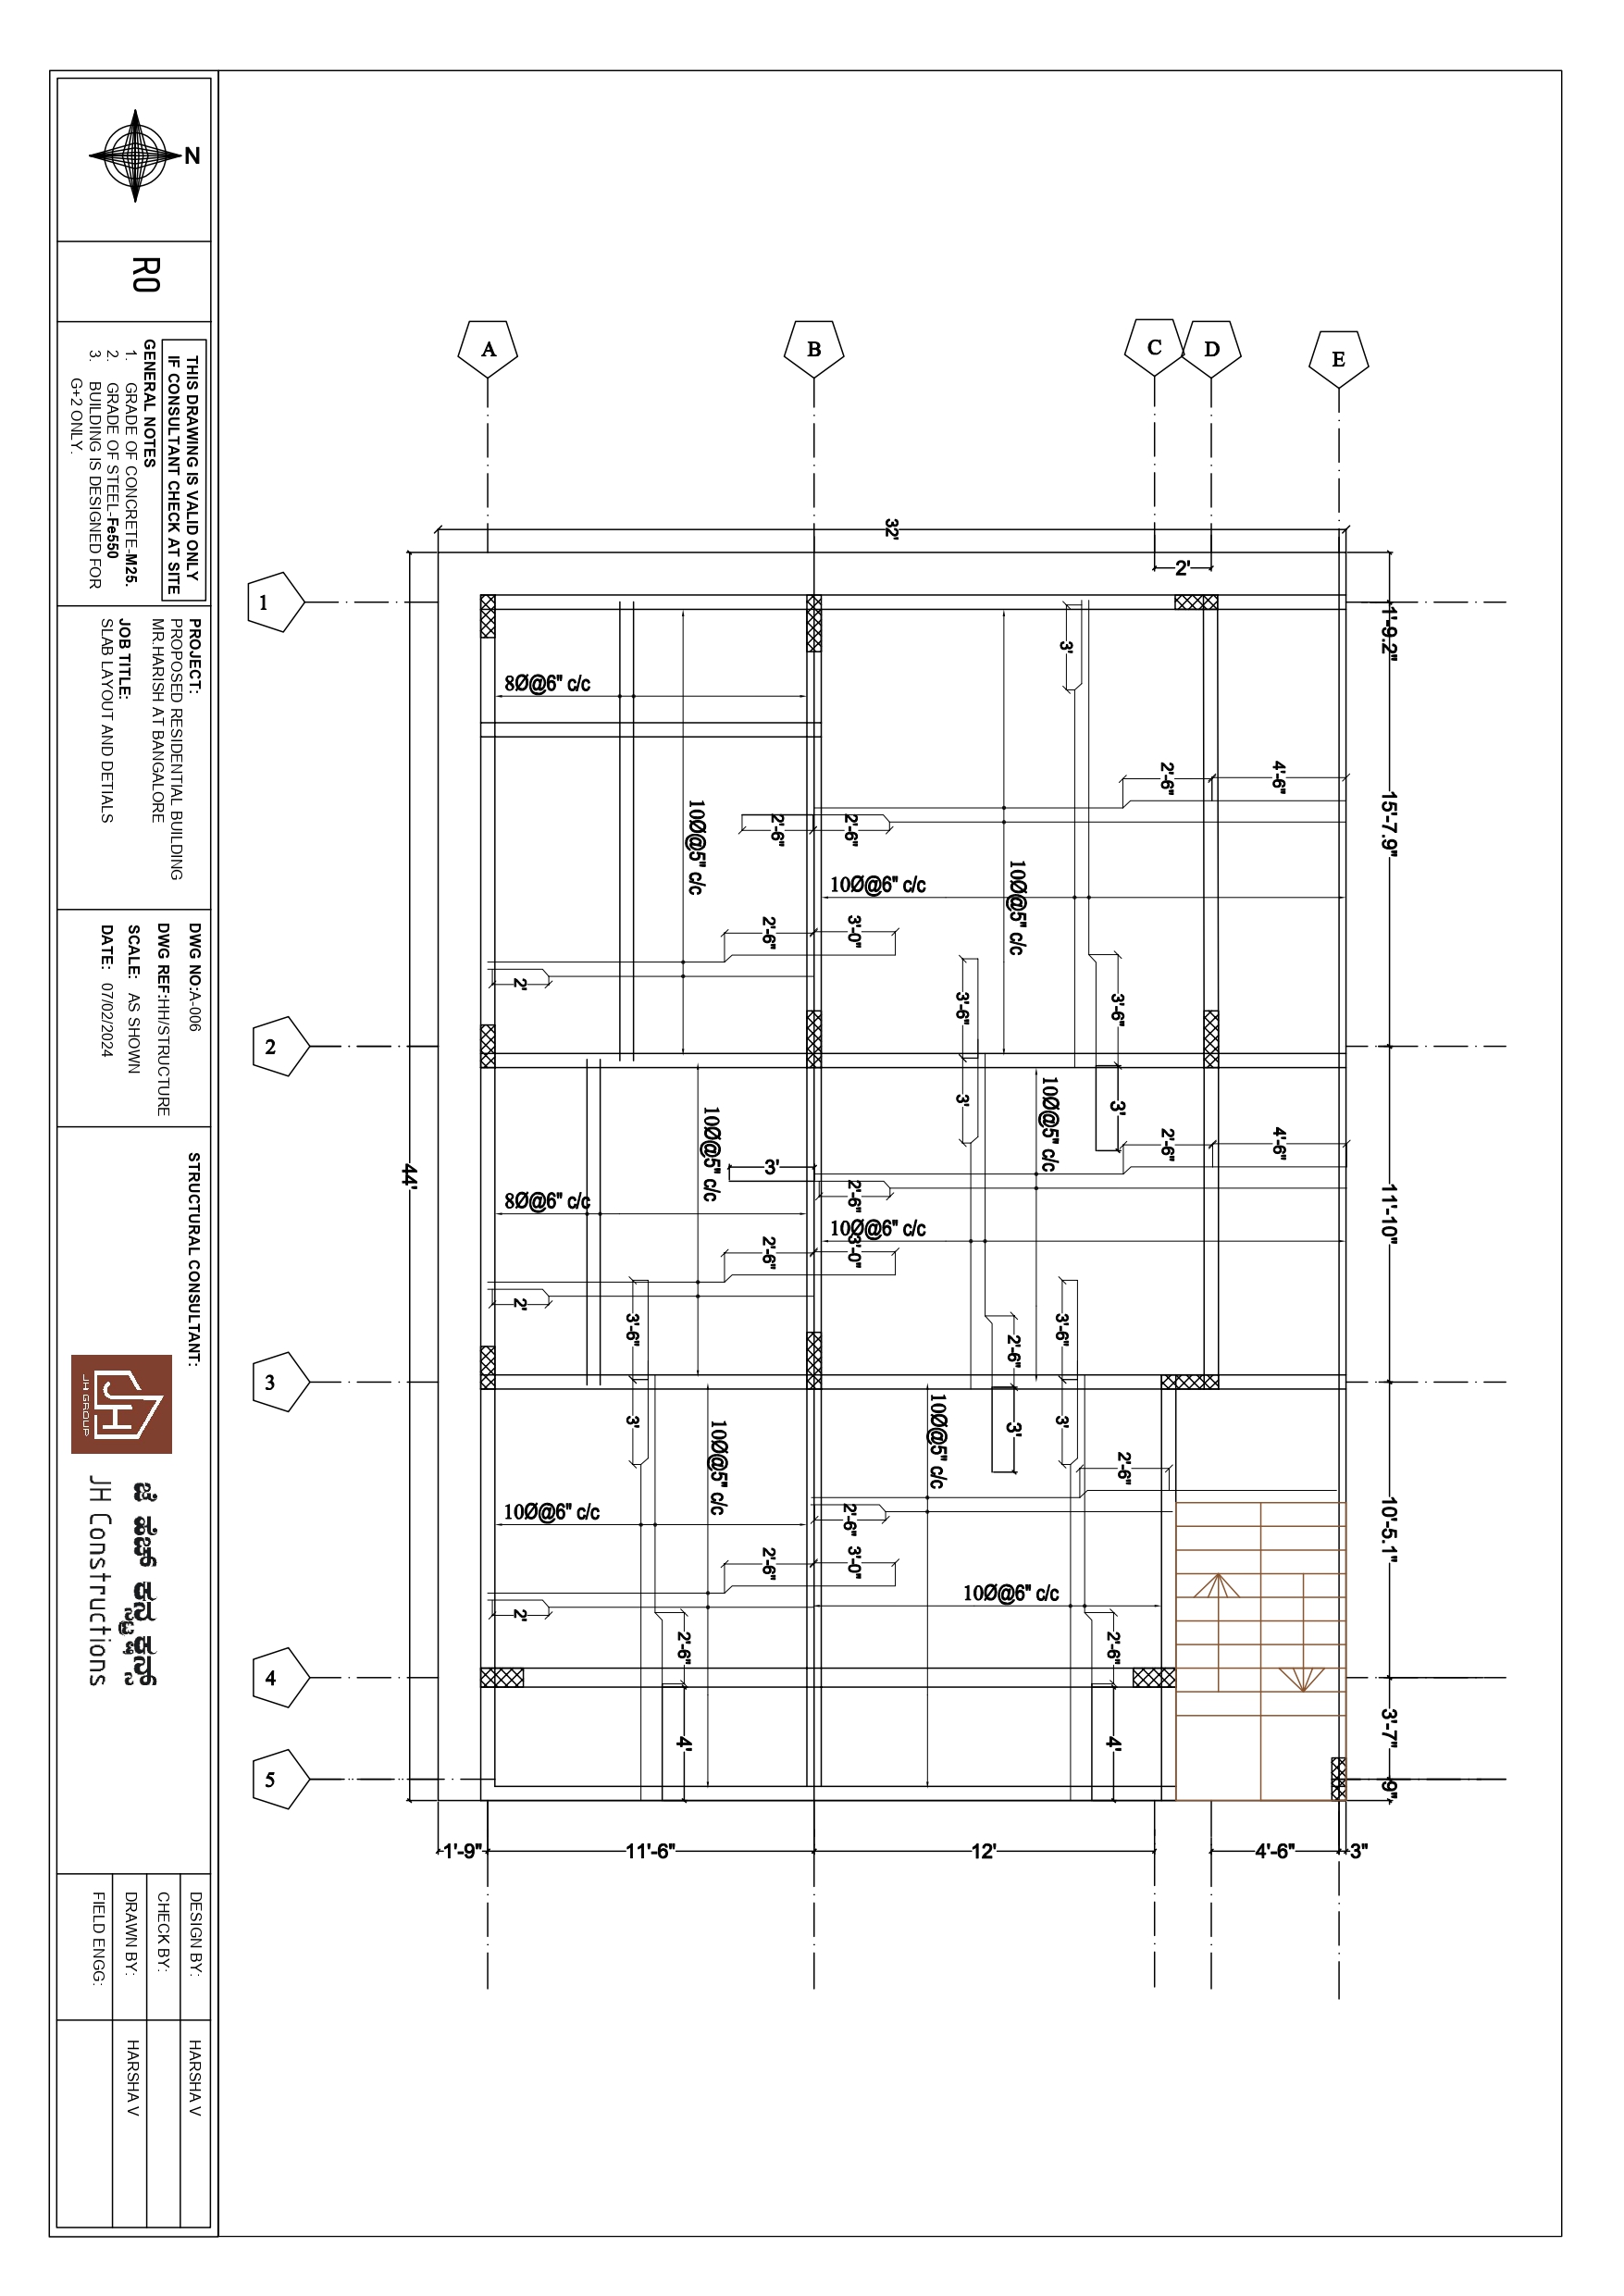 N
R0
THIS DRAWING IS VALID ONLY
IF CONSULTANT CHECK AT SITE
GENERAL NOTES
1. GRADE OF CONCRETE-M25.
2. GRADE OF STEEL-Fe550
3. BUILDING IS DESIGNED FOR
G+2 ONLY.
PROJECT:
PROPOSED RESIDENTIAL BUILDING
MR.HARISH AT BANGALORE
JOB TITLE:
SLAB LAYOUT AND DETIALS
DWG NO:A-006
DWG REF:HH/STRUCTURE
SCALE: AS SHOWN
DATE: 07/02/2024
STRUCTURAL CONSULTANT:
JH GROUP
JH Constructions
DESIGN BY: HARSHA V
CHECK BY:
DRAWN BY: HARSHA V
FIELD ENGG:
A
B
C
D
E
32'
2'
1
1'-9.2"
3'
8Ø@6" c/c
2'-6"
4'-6"
10Ø@5" c/c
2'-6"
2'-6"
15'-7.9"
10Ø@6" c/c
10Ø@5" c/c
2'-6"
3'-0"
2'
3'-6"
3'-6"
2
3'
3'
10Ø@5" c/c
10Ø@5" c/c
2'-6"
4'-6"
44'
3'
2'-6"
8Ø@6" c/c
11'-10"
10Ø@6" c/c
2'-6"
3'-0"
2'
3'-6"
2'-6"
3'-6"
3
3'
3'
3'
10Ø@5" c/c
10Ø@5" c/c
2'-6"
10Ø@6" c/c
2'-6"
10'-5.1"
2'-6"
3'-0"
10Ø@6" c/c
2'
2'-6"
2'-6"
4
4'
4'
3'-7"
5
9"
1'-9"
11'-6"
12'
4'-6"
3"